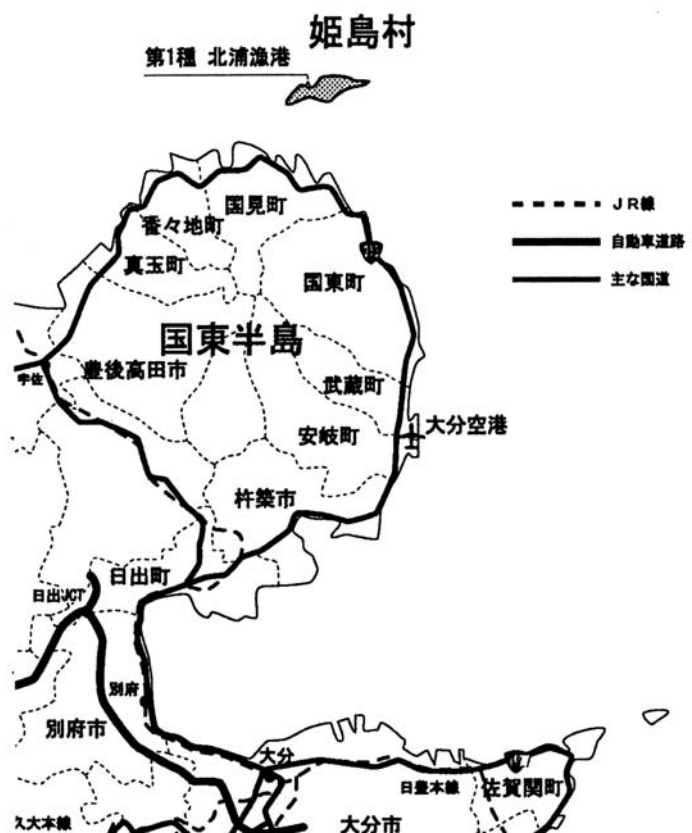 姫島村
第1種 北浦漁港
国見町
香々地町
真玉町
国東町
国東半島
宇佐
豊後高田市
武蔵町
安岐町
大分空港
杵築市
日出町
日出JCT
別府
別府市
大分
日豊本線
佐賀関町
久大本線
大分市
JR線
自動車道路
主な国道